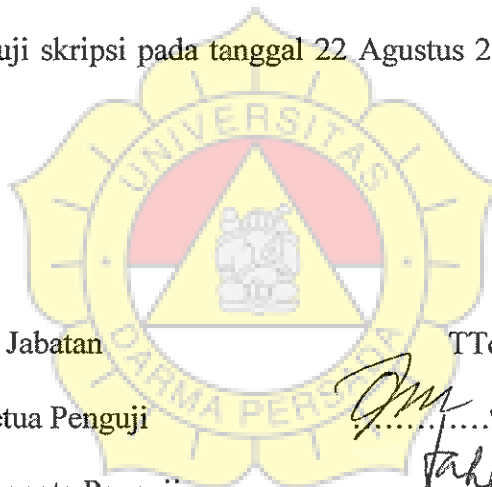 uji skripsi pada tanggal 22 Agustus 2
UNIVERSITAS
DARMA PERSADA
Jabatan
TT
etua Penguji